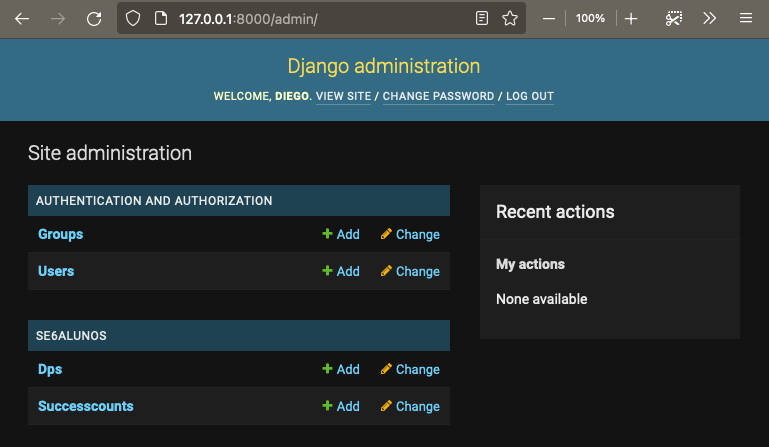 127.0.0.1:8000/admin/
100%
Django administration
WELCOME, DIEGO. VIEW SITE / CHANGE PASSWORD / LOG OUT
Site administration
AUTHENTICATION AND AUTHORIZATION
Groups Add Change
Users Add Change
SE6ALUNOS
Dps Add Change
Successcounts Add Change
Recent actions
My actions
None available